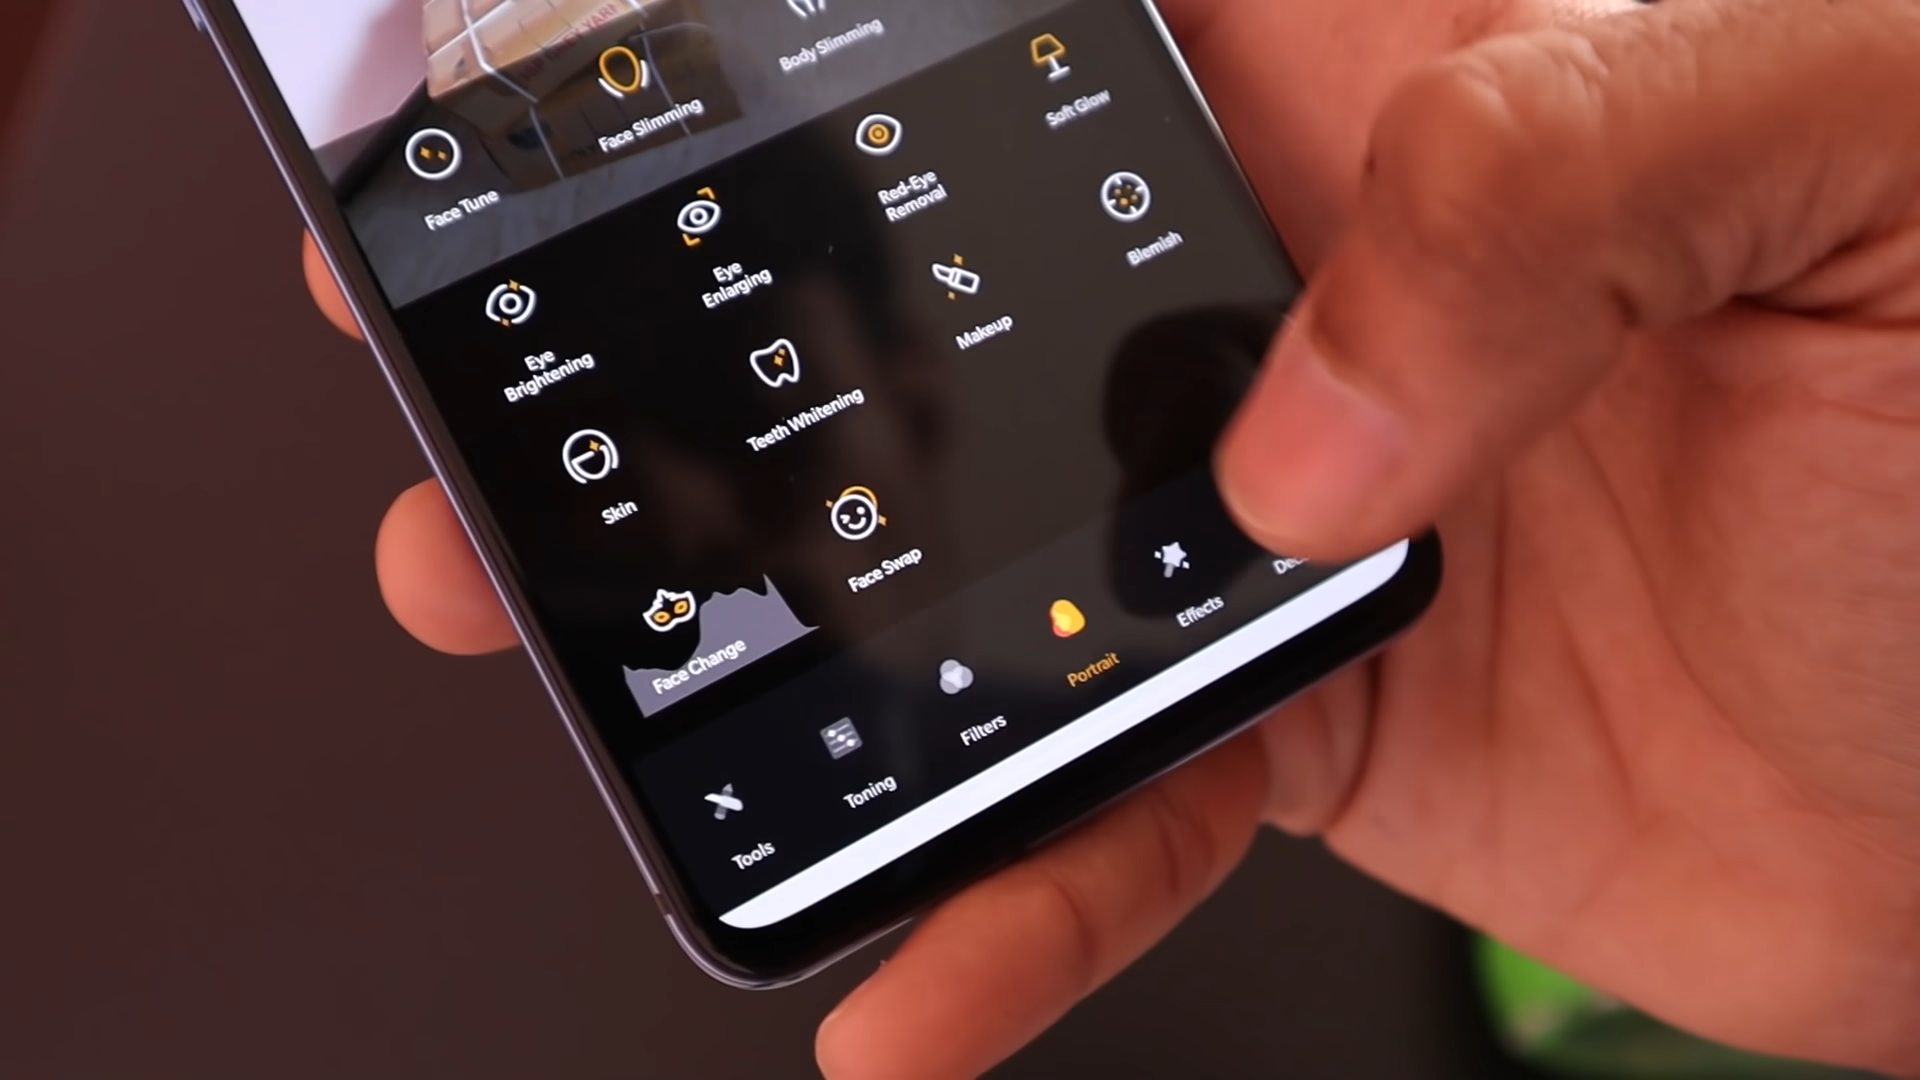 Face Tune
Face Slimming
Body Slimming
Eye
Brightening
Eye
Enlarging
Red-Eye
Removal
Soft Glow
Skin
Teeth Whitening
Makeup
Blemish
Face Change
Face Swap
Tools
Toning
Filters
Portrait
Effects